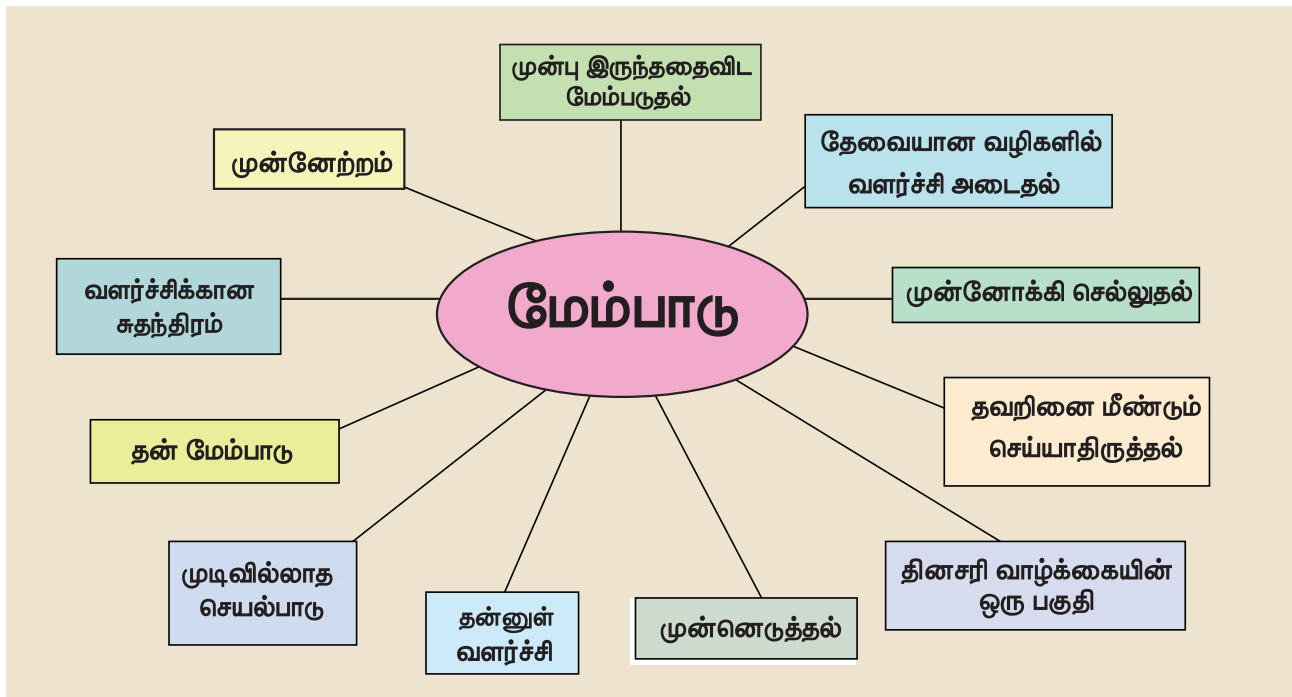 முன்பு இருந்ததைவிட
மேம்படுதல்
தேவையான வழிகளில்
வளர்ச்சி அடைதல்
முன்னேற்றம்
வளர்ச்சிக்கான
சுதந்திரம்
மேம்பாடு
முன்னோக்கி செல்லுதல்
தவறினை மீண்டும்
செய்யாதிருத்தல்
தன் மேம்பாடு
முடிவில்லாத
செயல்பாடு
தன்னுள்
வளர்ச்சி
முன்னெடுத்தல்
தினசரி வாழ்க்கையின்
ஒரு பகுதி